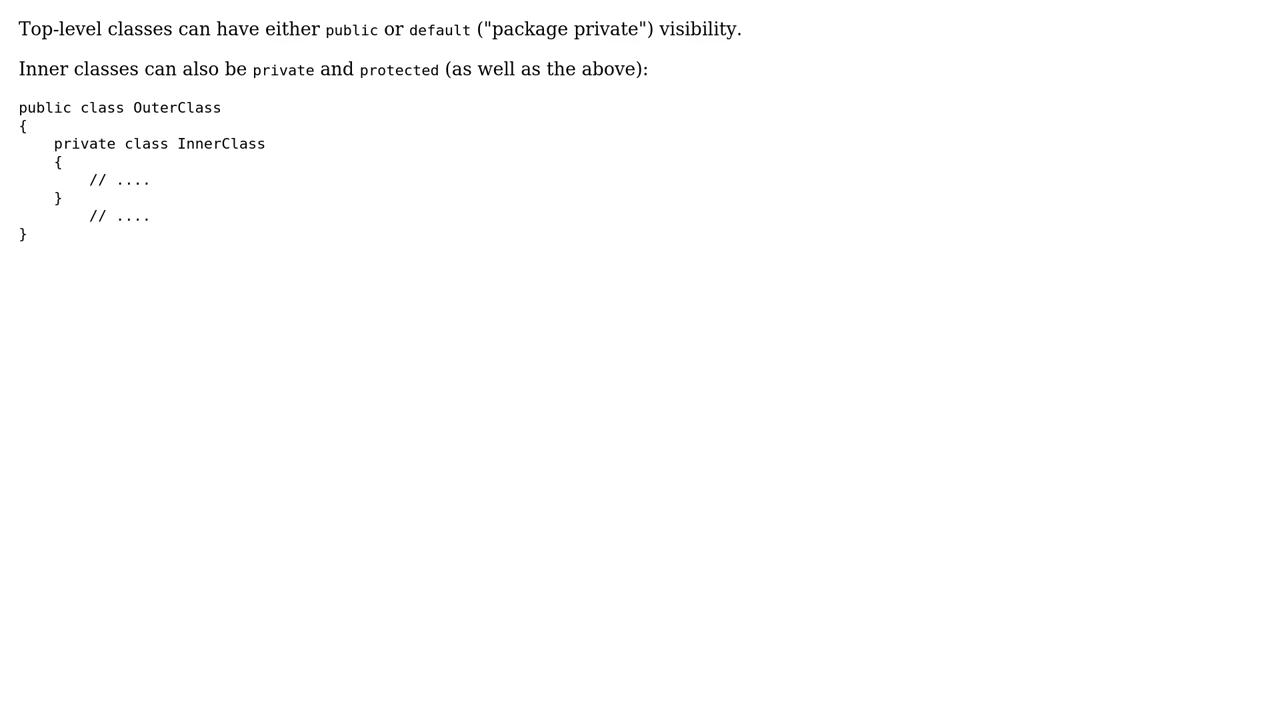 Top-level classes can have either public or default ("package private") visibility.
Inner classes can also be private and protected (as well as the above):
public class OuterClass
{
    private class InnerClass
    {
        // ....
    }
        // ....
}